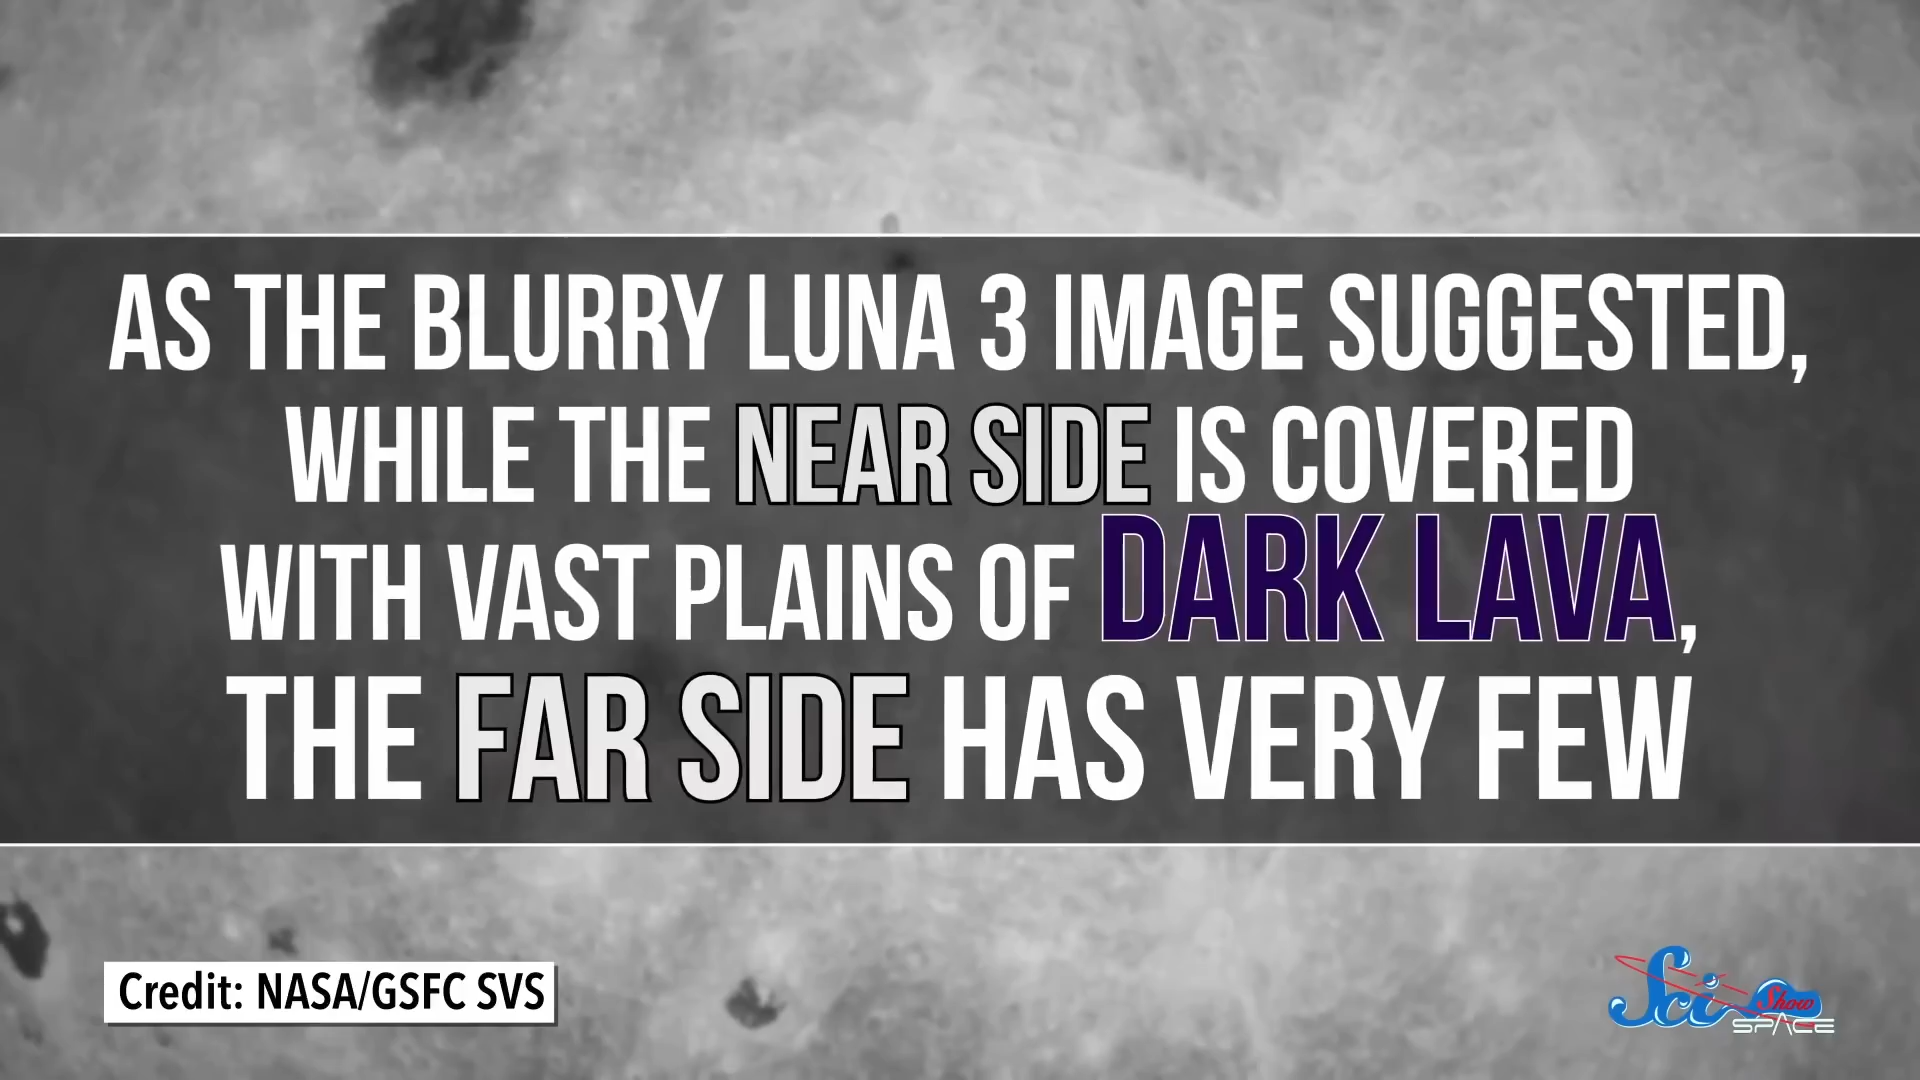 AS THE BLURRY LUNA 3 IMAGE SUGGESTED,
WHILE THE NEAR SIDE IS COVERED
WITH VAST PLAINS OF DARK LAVA,
THE FAR SIDE HAS VERY FEW
Credit: NASA/GSFC SVS
Sci Show
SPACE